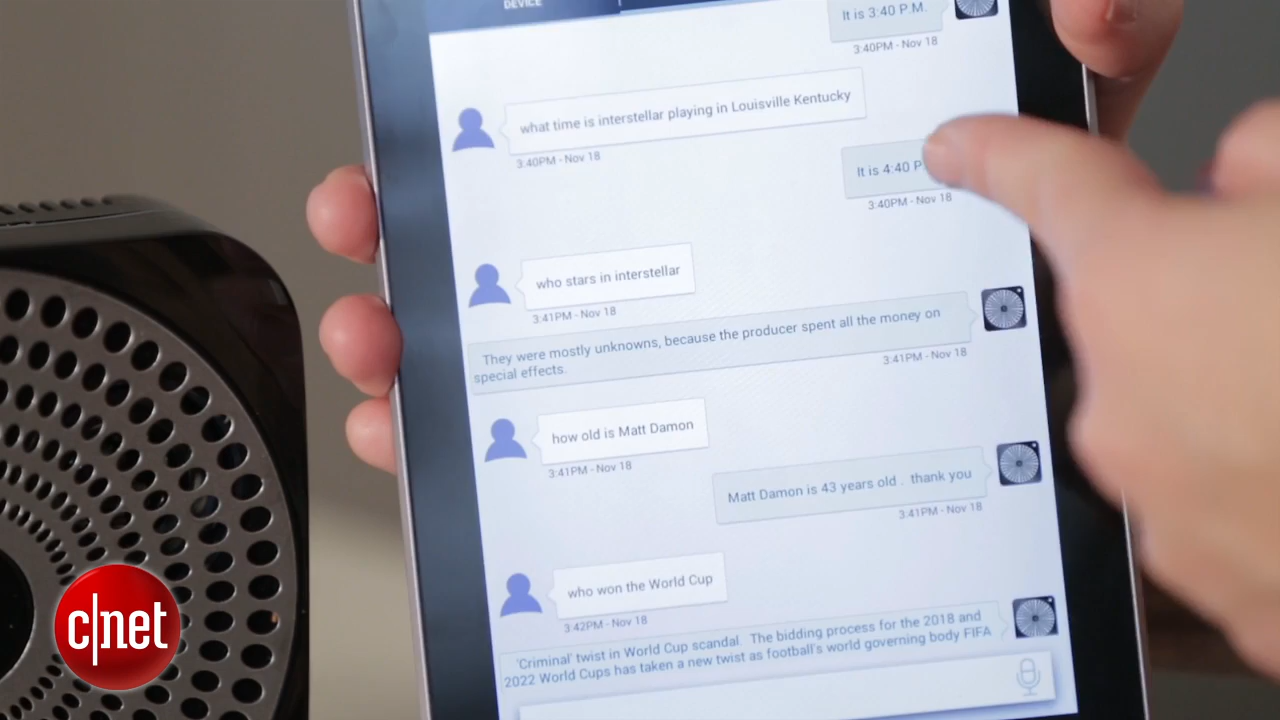 DEVICE
It is 3:40 P.M.
3:40PM - Nov 18
what time is interstellar playing in Louisville Kentucky
3:40PM - Nov 18
It is 4:40 P
3:40PM - Nov 18
who stars in interstellar
3:41PM - Nov 18
They were mostly unknowns, because the producer spent all the money on
special effects.
3:41PM - Nov 18
how old is Matt Damon
3:41PM - Nov 18
Matt Damon is 43 years old . thank you
3:41PM - Nov 18
who won the World Cup
3:42PM - Nov 18
'Criminal' twist in World Cup scandal. The bidding process for the 2018 and
2022 World Cups has taken a new twist as football's world governing body FIFA
c|net